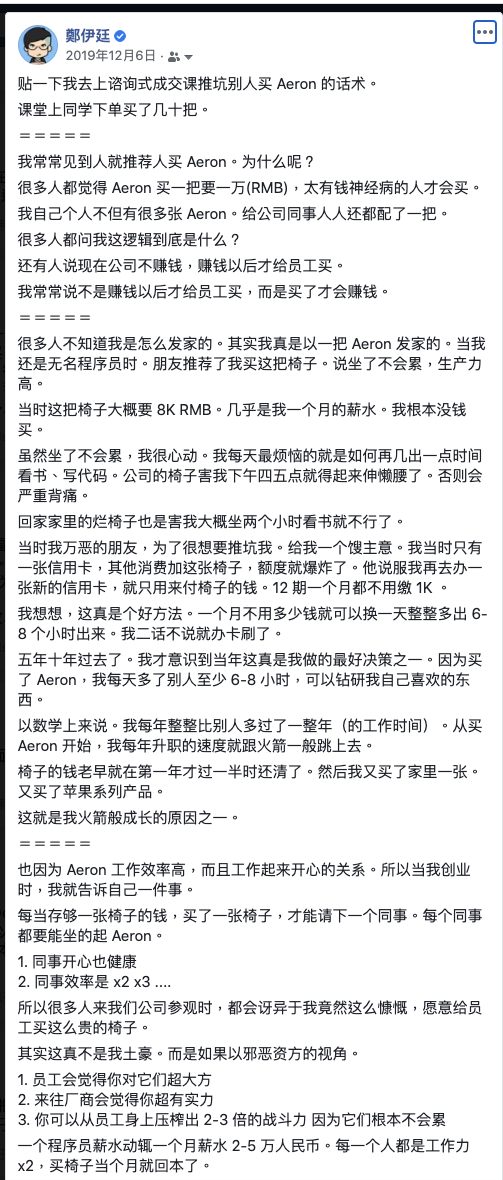 鄭伊廷
2019年12月6日 ·
贴一下我去上谘询式成交课推坑别人买 Aeron 的话术。
课堂上同学下单买了几十把。
＝＝＝＝＝
我常常见到人就推荐人买 Aeron。为什么呢？
很多人都觉得 Aeron 买一把要一万(RMB)，太有钱神经病的人才会买。
我自己个人不但有很多张 Aeron。给公司同事人人还都配了一把。
很多人都问我这逻辑到底是什么？
还有人说现在公司不赚钱，赚钱以后才给员工买。
我常常说不是赚钱以后才给员工买，而是买了才会赚钱。
＝＝＝＝＝
很多人不知道我是怎么发家的。其实我真是以一把 Aeron 发家的。当我
还是无名程序员时。朋友推荐了我买这把椅子。说坐了不会累，生产力
高。
当时这把椅子大概要 8K RMB。几乎是我一个月的薪水。我根本没钱
买。
虽然坐了不会累，我很心动。我每天最烦恼的就是如何再几出一点时间
看书、写代码。公司的椅子害我下午四五点就得起来伸懒腰了。否则会
严重背痛。
回家家里的烂椅子也是害我大概坐两个小时看书就不行了。
当时我万恶的朋友，为了很想要推坑我。给我一个馊主意。我当时只有
一张信用卡，其他消费加这张椅子，额度就爆炸了。他说服我再去办一
张新的信用卡，就只用来付椅子的钱。12 期一个月都不用缴 1K 。
我想想，这真是个好方法。一个月不用多少钱就可以换一天整整多出 6-
8 个小时出来。我二话不说就办卡刷了。
五年十年过去了。我才意识到当年这真是我做的最好决策之一。因为买
了 Aeron，我每天多了别人至少 6-8 小时，可以钻研我自己喜欢的东
西。
以数学上来说。我每年整整比别人多过了一整年（的工作时间）。从买
Aeron 开始，我每年升职的速度就跟火箭一般跳上去。
椅子的钱老早就在第一年才过一半时还清了。然后我又买了家里一张。
又买了苹果系列产品。
这就是我火箭般成长的原因之一。
＝＝＝＝＝
也因为 Aeron 工作效率高，而且工作起来开心的关系。所以当我创业
时，我就告诉自己一件事。
每当存够一张椅子的钱，买了一张椅子，才能请下一个同事。每个同事
都要能坐的起 Aeron。
1. 同事开心也健康
2. 同事效率是 x2 x3 ....
所以很多人来我们公司参观时，都会讶异于我竟然这么慷慨，愿意给员
工买这么贵的椅子。
其实这真不是我土豪。而是如果以邪恶资方的视角。
1. 员工会觉得你对它们超大方
2. 来往厂商会觉得你超有实力
3. 你可以从员工身上压榨出 2-3 倍的战斗力 因为它们根本不会累
一个程序员薪水动辄一个月薪水 2-5 万人民币。每一个人都是工作力
x2，买椅子当个月就回本了。